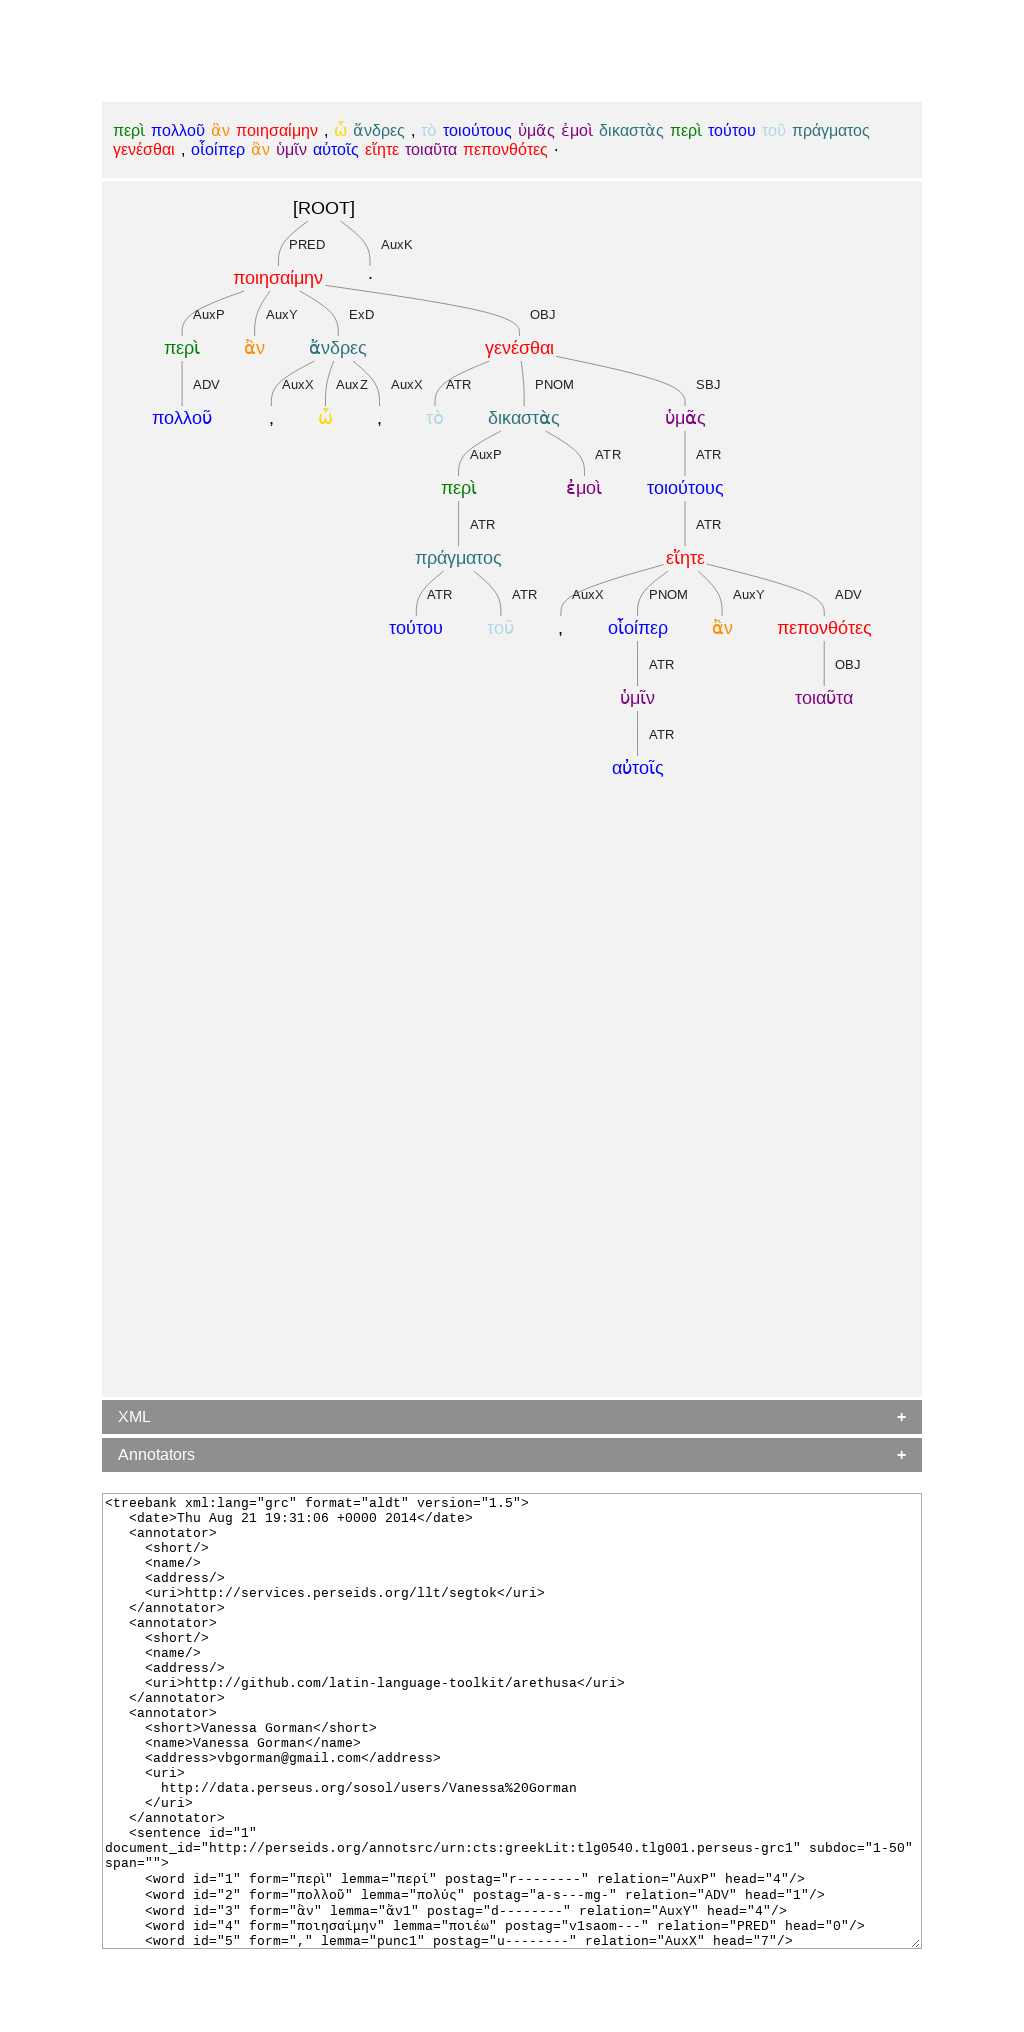 περὶ πολλοῦ ἂν ποιησαίμην , ὦ ἄνδρες , τὸ τοιούτους ὑμᾶς ἐμοὶ δικαστὰς περὶ τούτου τοῦ πράγματος
γενέσθαι , οἷοίπερ ἂν ὑμῖν αὐτοῖς εἴητε τοιαῦτα πεπονθότες ·
[ROOT]
PRED AuxK
ποιησαίμην ·
AuxP AuxY ExD OBJ
περὶ ἂν ἄνδρες γενέσθαι
ADV AuxX AuxZ AuxX ATR PNOM SBJ
πολλοῦ , ὦ , τὸ δικαστὰς ὑμᾶς
AuxP ATR ATR
περὶ ἐμοὶ τοιούτους
ATR ATR
πράγματος εἴητε
ATR ATR AuxX PNOM AuxY ADV
τούτου τοῦ , οἷοίπερ ἂν πεπονθότες
ATR OBJ
ὑμῖν τοιαῦτα
ATR
αὐτοῖς
XML +
Annotators +
<treebank xml:lang="grc" format="aldt" version="1.5">
<date>Thu Aug 21 19:31:06 +0000 2014</date>
<annotator>
<short/>
<name/>
<address/>
<uri>http://services.perseids.org/llt/segtok</uri>
</annotator>
<annotator>
<short/>
<name/>
<address/>
<uri>http://github.com/latin-language-toolkit/arethusa</uri>
</annotator>
<annotator>
<short>Vanessa Gorman</short>
<name>Vanessa Gorman</name>
<address>vbgorman@gmail.com</address>
<uri>
http://data.perseus.org/sosol/users/Vanessa%20Gorman
</uri>
</annotator>
<sentence id="1"
document_id="http://perseids.org/annotsrc/urn:cts:greekLit:tlg0540.tlg001.perseus-grc1" subdoc="1-50"
span="">
<word id="1" form="περὶ" lemma="περί" postag="r--------" relation="AuxP" head="4"/>
<word id="2" form="πολλοῦ" lemma="πολύς" postag="a-s---mg-" relation="ADV" head="1"/>
<word id="3" form="ἂν" lemma="ἄν1" postag="d--------" relation="AuxY" head="4"/>
<word id="4" form="ποιησαίμην" lemma="ποιέω" postag="v1saom---" relation="PRED" head="0"/>
<word id="5" form="," lemma="punc1" postag="u--------" relation="AuxX" head="7"/>